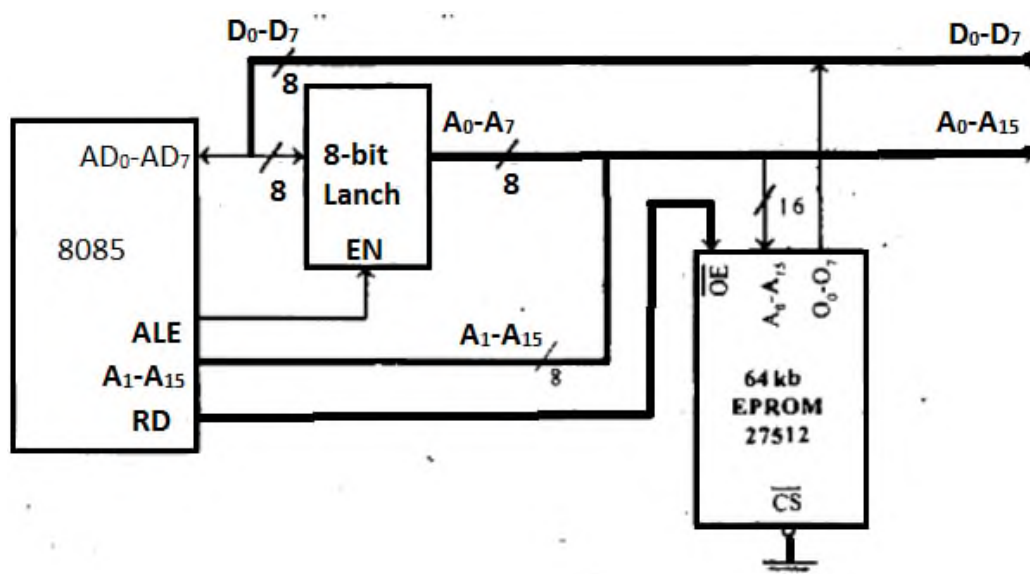 D₀-D₇
D₀-D₇
8
A₀-A₇
A₀-A₁₅
AD₀-AD₇
8
8-bit
Lanch
8
16
8085
EN
OE
A₀-A₁₅
O₀-O₇
ALE
A₁-A₁₅
8
A₁-A₁₅
RD
64 kb
EPROM
27512
CS